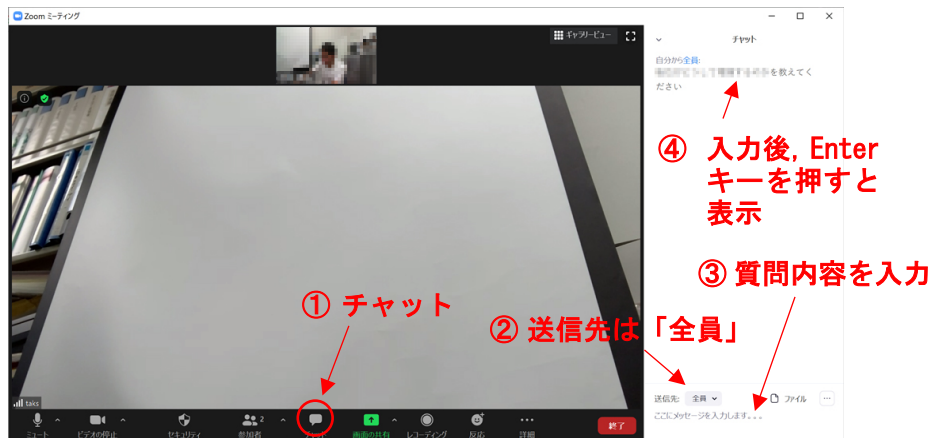 Zoom ミーティング
ギャラリービュー
チャット
自分から全員:
を教えてく
ださい
④ 入力後, Enter
キーを押すと
表示
③ 質問内容を入力
① チャット
② 送信先は「全員」
taks
送信先: 全員 ファイル
ここにメッセージを入力します。。。
ミュート ビデオの停止 セキュリティ 参加者 2 チャット 画面の共有 レコーディング 反応 詳細 終了